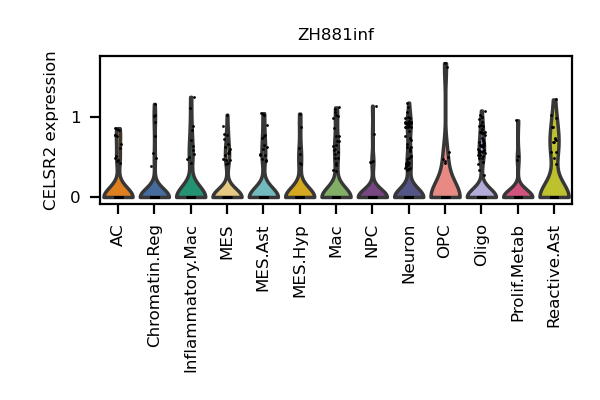 ZH881inf
CELSR2 expression
1
0
AC
Chromatin.Reg
Inflammatory.Mac
MES
MES.Ast
MES.Hyp
Mac
NPC
Neuron
OPC
Oligo
Prolif.Metab
Reactive.Ast